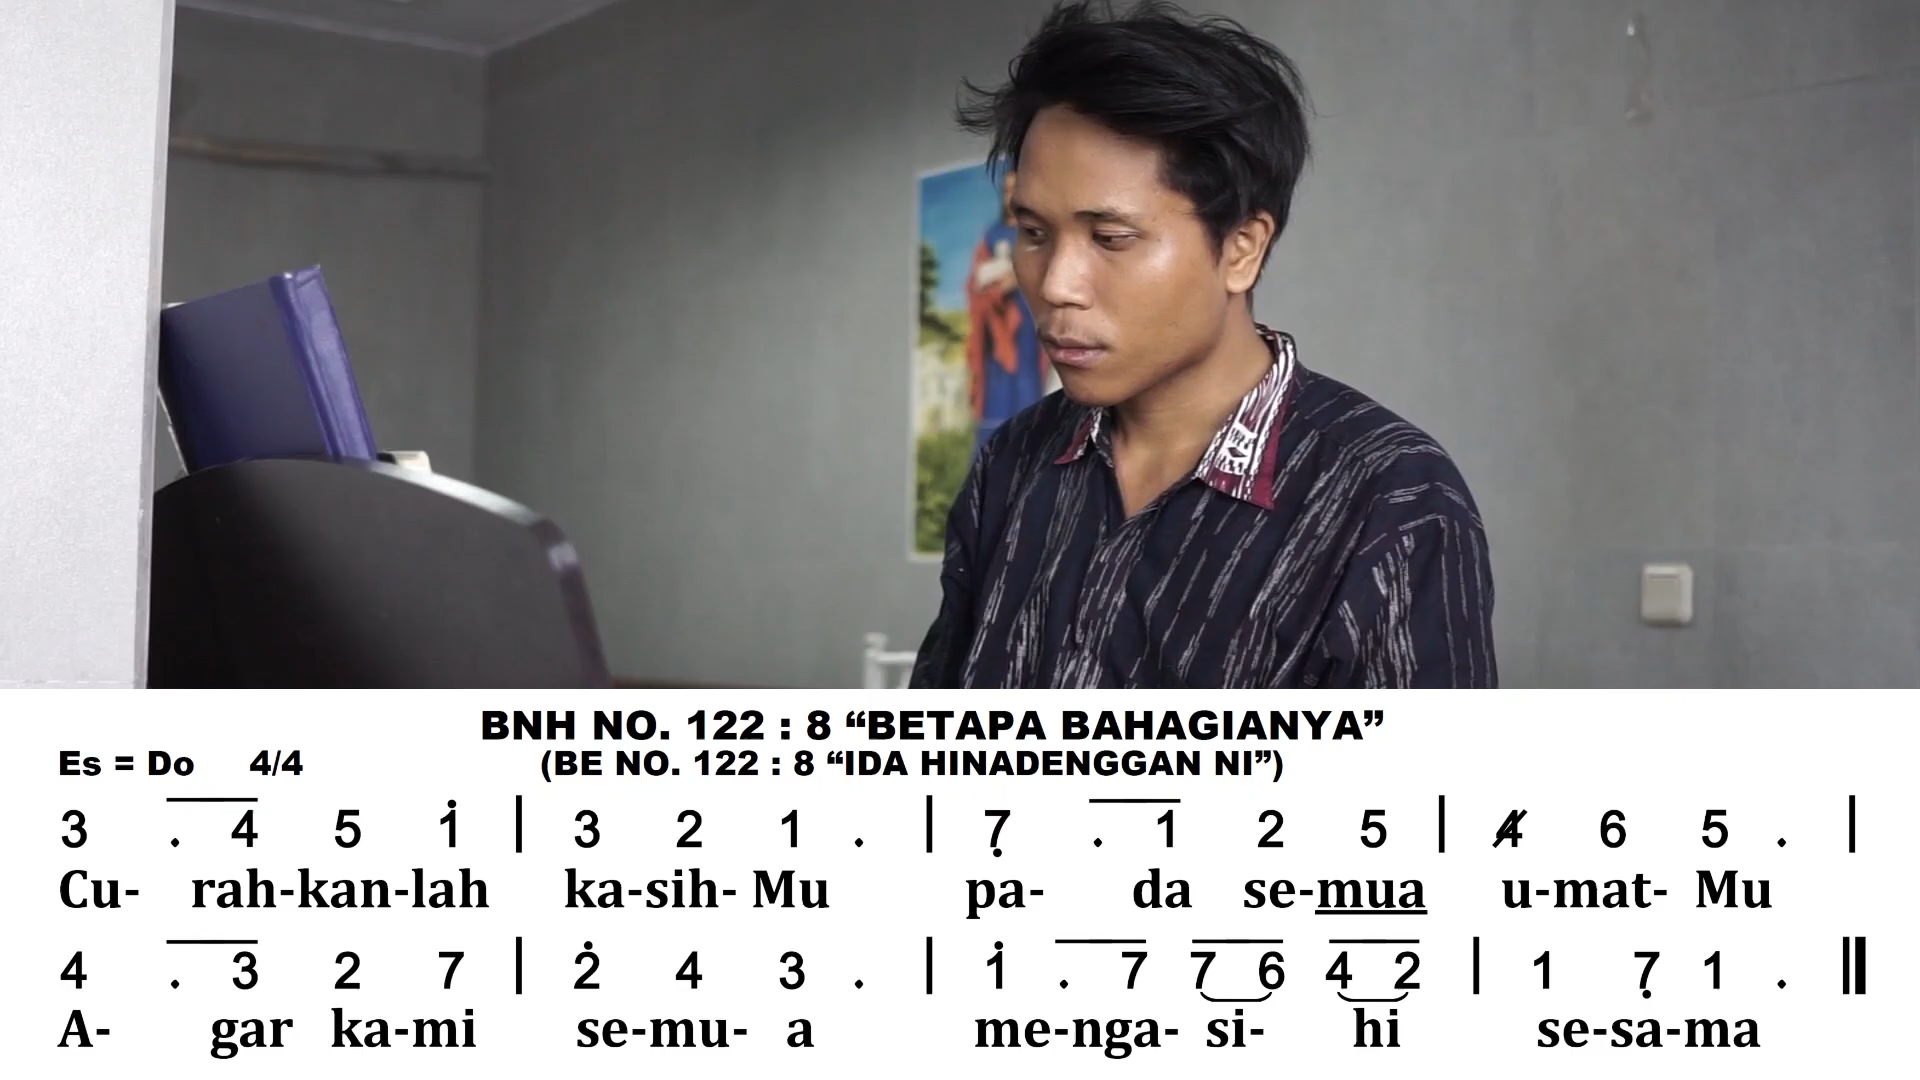 BNH NO. 122 : 8 “BETAPA BAHAGIANYA”
Es = Do 4/4 (BE NO. 122 : 8 “IDA HINADENGGAN NI”)
3 . 4 5 1̇ | 3 2 1 . | 7̣ . 1 2 5 | 4̸ 6 5 . |
Cu- rah-kan-lah ka-sih- Mu pa- da se-mua u-mat- Mu
4 . 3 2 7 | 2̇ 4 3 . | 1̇ . 7 7 6 4 2 | 1 7̣ 1 . ||
A- gar ka-mi se-mu- a me-nga- si- hi se-sa-ma